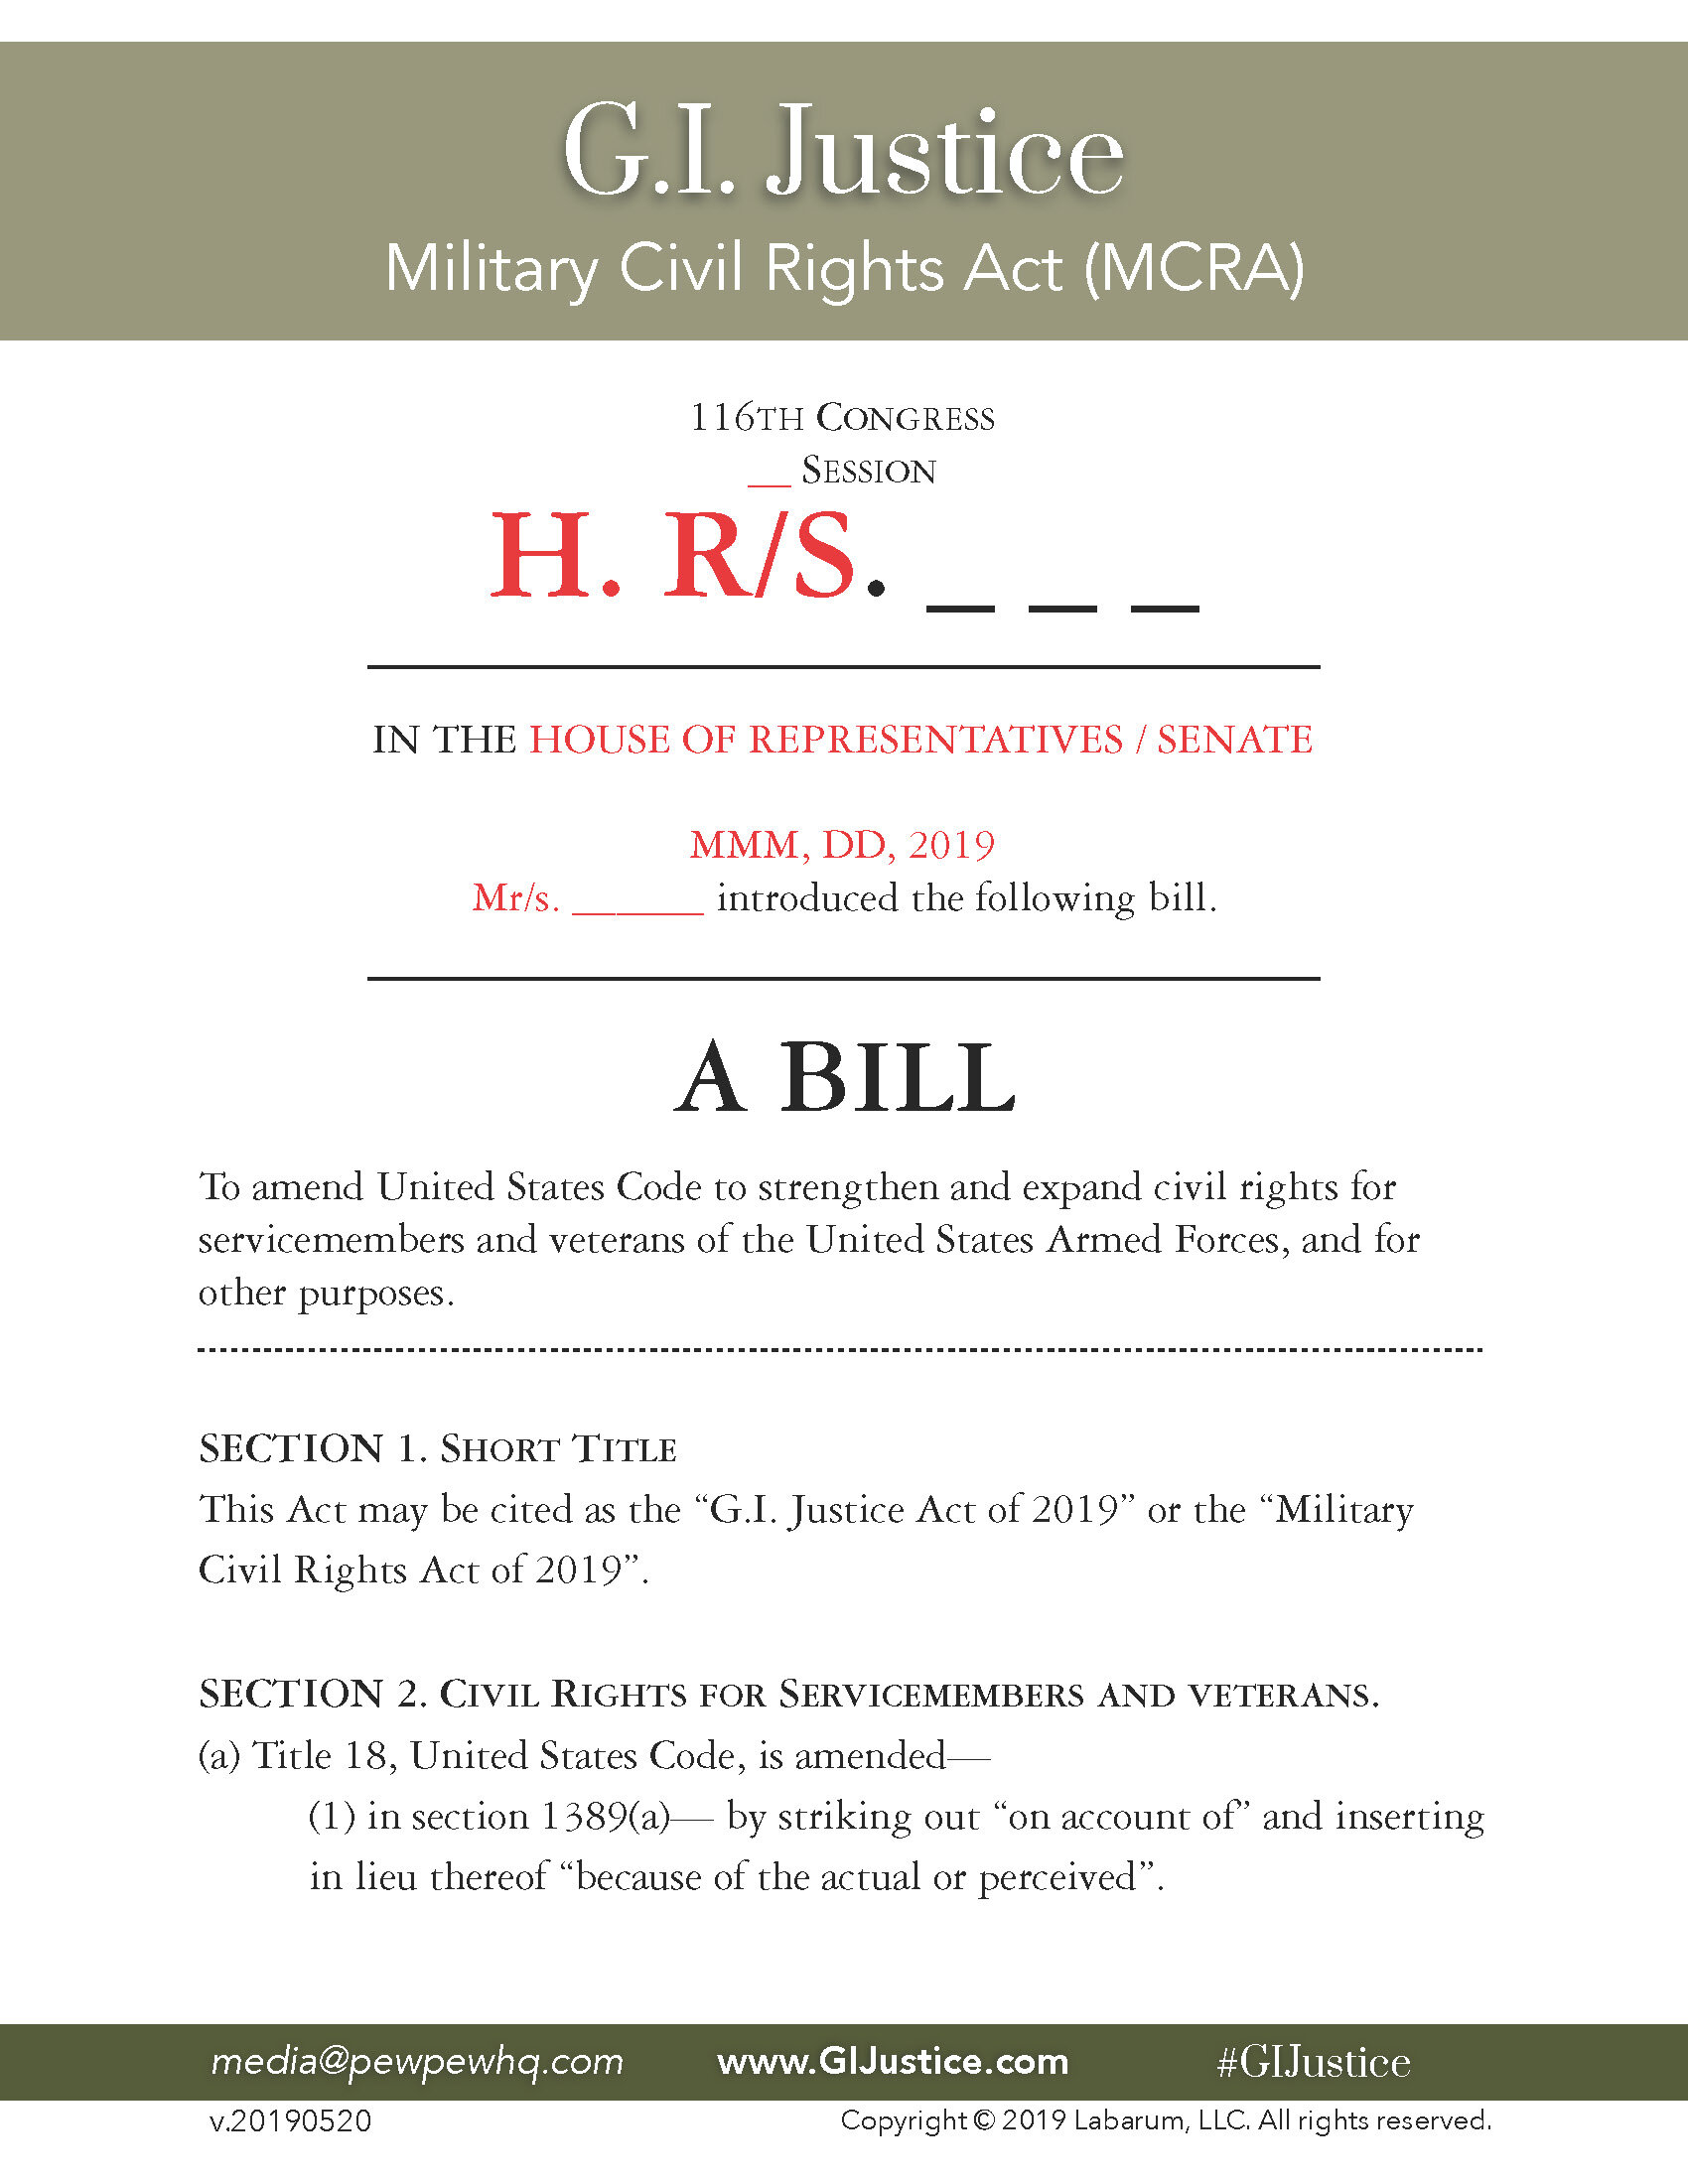 G.I. Justice
Military Civil Rights Act (MCRA)
116TH CONGRESS
__ SESSION
H. R/S. _ _ _
IN THE HOUSE OF REPRESENTATIVES / SENATE
MMM, DD, 2019
Mr/s. ______ introduced the following bill.
A BILL
To amend United States Code to strengthen and expand civil rights for
servicemembers and veterans of the United States Armed Forces, and for
other purposes.
SECTION 1. SHORT TITLE
This Act may be cited as the “G.I. Justice Act of 2019” or the “Military
Civil Rights Act of 2019”.
SECTION 2. CIVIL RIGHTS FOR SERVICEMEMBERS AND VETERANS.
(a) Title 18, United States Code, is amended—
(1) in section 1389(a)— by striking out “on account of” and inserting
in lieu thereof “because of the actual or perceived”.
media@pewpewhq.com www.GIJustice.com #GIJustice
v.20190520 Copyright © 2019 Labarum, LLC. All rights reserved.